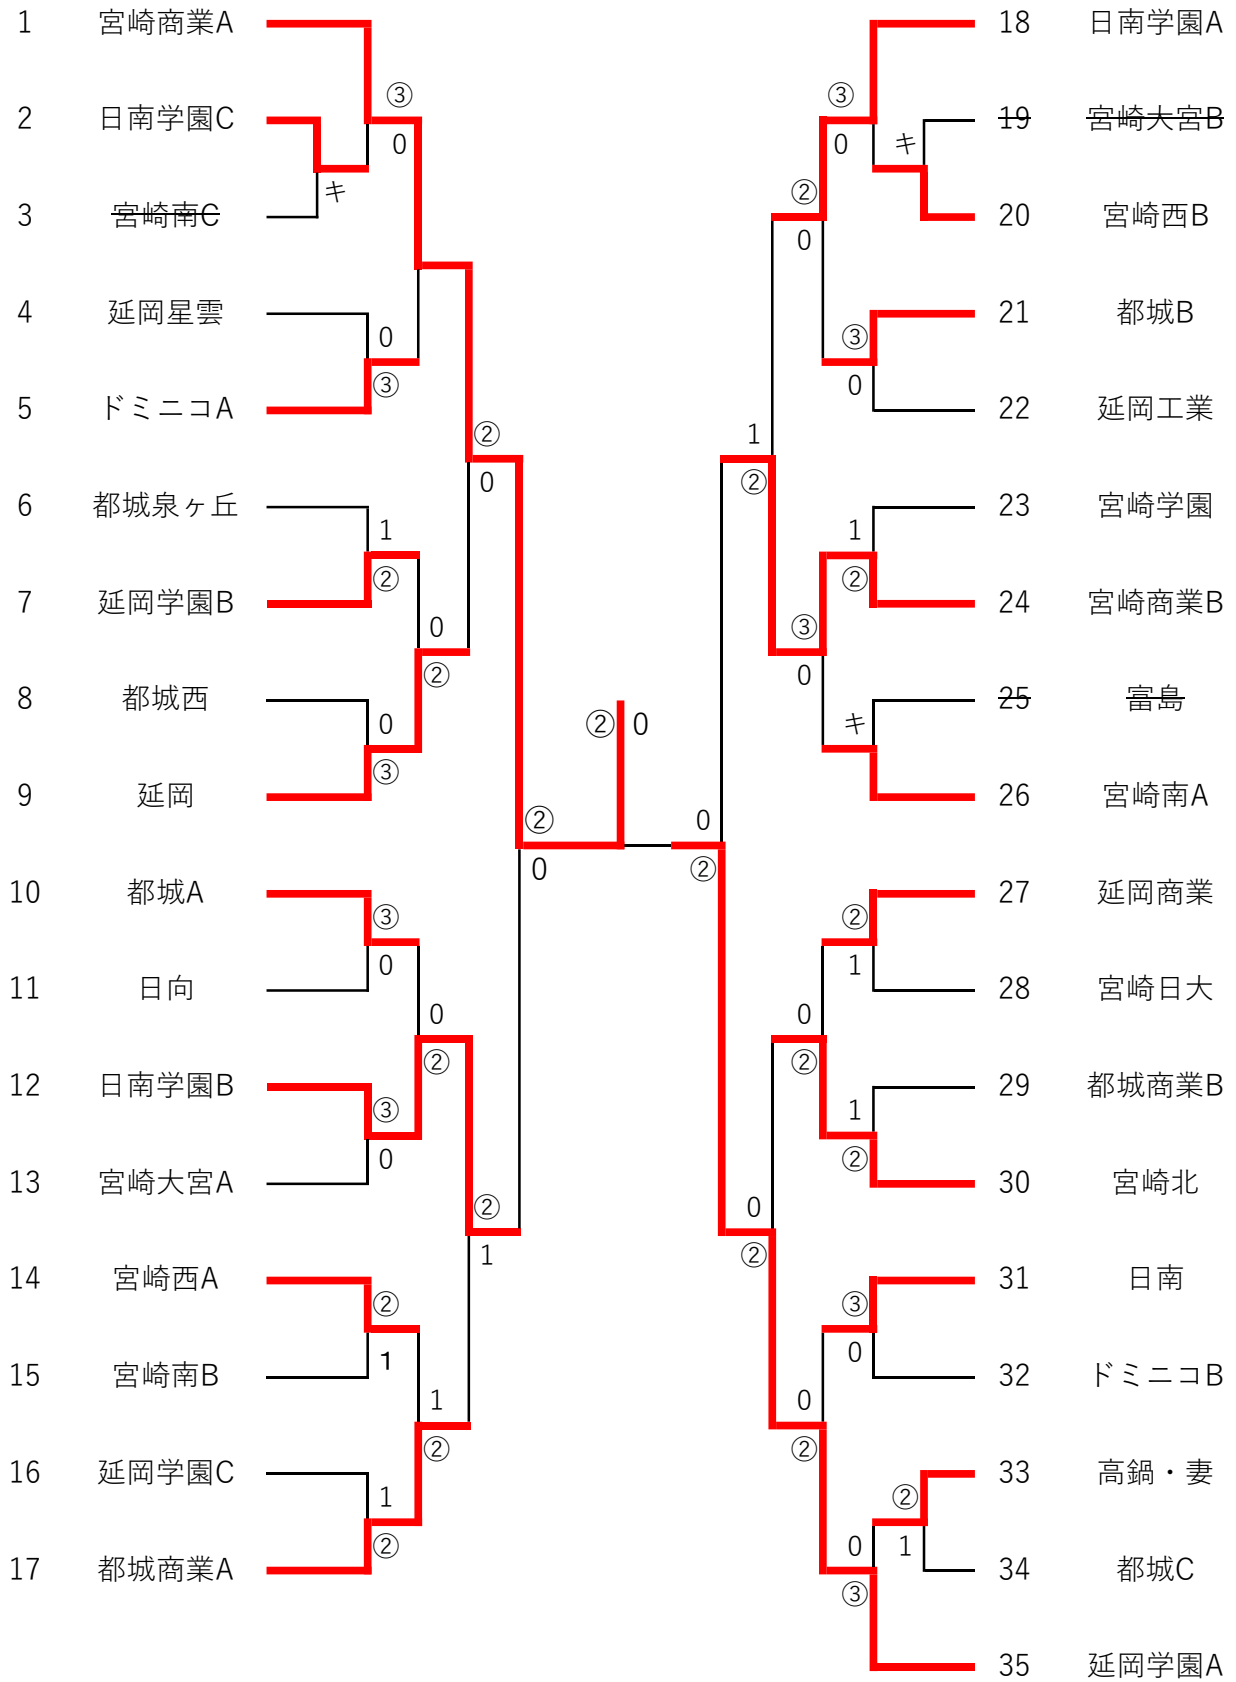 1 宮崎商業A
③
2 日南学園C
0
キ
3 宮崎南C
4 延岡星雲
0
③
5 ドミニコA
②
0
6 都城泉ヶ丘
1
②
7 延岡学園B
0
②
8 都城西
0
③
9 延岡
②
0
10 都城A
③
0
11 日向
0
②
12 日南学園B
③
0
13 宮崎大宮A
②
1
14 宮崎西A
②
1
15 宮崎南B
1
②
16 延岡学園C
1
②
17 都城商業A
② 0
18 日南学園A
③
19 宮崎大宮B
0 キ
②
20 宮崎西B
0
21 都城B
③
0
22 延岡工業
1
②
23 宮崎学園
1
②
24 宮崎商業B
③
0
25 富島
キ
26 宮崎南A
0
②
27 延岡商業
②
1
28 宮崎日大
0
②
29 都城商業B
1
②
30 宮崎北
0
②
31 日南
③
0
32 ドミニコB
0
②
33 高鍋・妻
②
0 1
34 都城C
③
35 延岡学園A